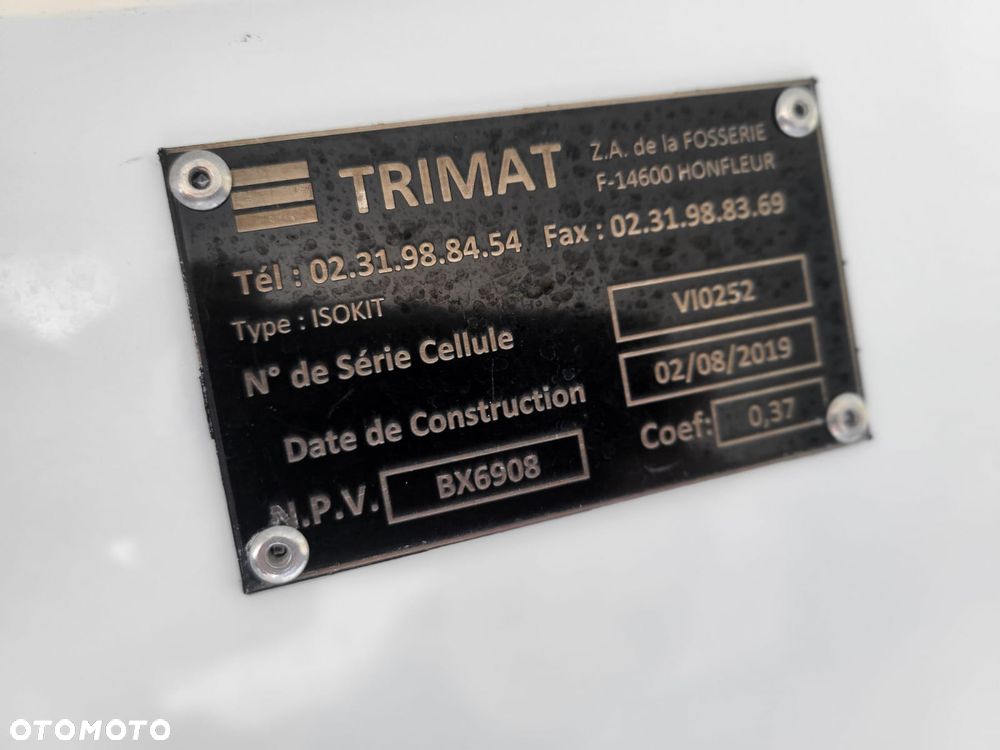 TRIMAT
Z.A. de la FOSSERIE
F-14600 HONFLEUR
Tél : 02.31.98.84.54 Fax : 02.31.98.83.69
Type : ISOKIT
N° de Série Cellule VI0252
Date de Construction 02/08/2019
N.P.V. BX6908 Coef: 0,37
OTOMOTO